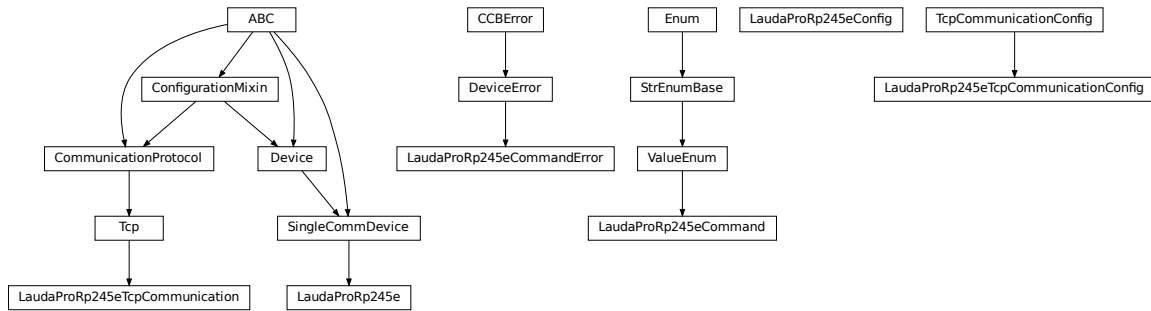 ABC
CCBError
Enum
LaudaProRp245eConfig
TcpCommunicationConfig
ConfigurationMixin
DeviceError
StrEnumBase
LaudaProRp245eTcpCommunicationConfig
CommunicationProtocol
Device
LaudaProRp245eCommandError
ValueEnum
Tcp
SingleCommDevice
LaudaProRp245eCommand
LaudaProRp245eTcpCommunication
LaudaProRp245e